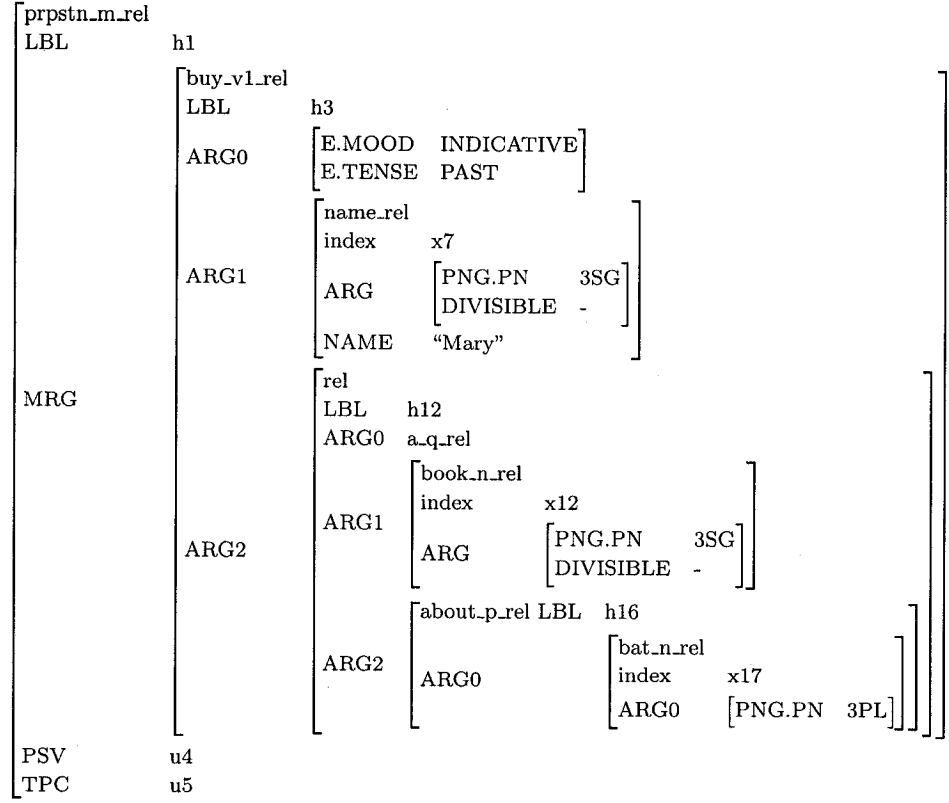 prpstn_m_rel
LBL h1
buy_v1_rel
LBL h3
E.MOOD INDICATIVE
ARG0
E.TENSE PAST
name_rel
index x7
PNG.PN 3SG
ARG1
ARG
DIVISIBLE -
NAME “Mary”
rel
MRG
LBL h12
ARG0 a_q_rel
book_n_rel
index x12
ARG1
PNG.PN 3SG
ARG2
ARG
DIVISIBLE -
about_p_rel LBL h16
bat_n_rel
ARG2
index x17
ARG0
ARG0 PNG.PN 3PL
PSV u4
TPC u5